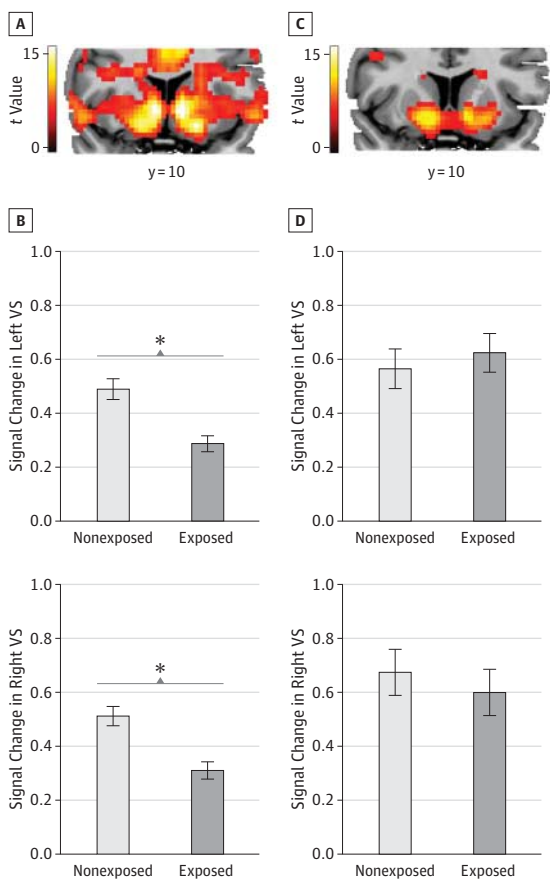 A
15
t Value
0
y = 10
C
15
t Value
0
y = 10
B
1.0
0.8
0.6
0.4
0.2
0.0
Signal Change in Left VS
*
Nonexposed Exposed
1.0
0.8
0.6
0.4
0.2
0.0
Signal Change in Right VS
*
Nonexposed Exposed
D
1.0
0.8
0.6
0.4
0.2
0.0
Signal Change in Left VS
Nonexposed Exposed
1.0
0.8
0.6
0.4
0.2
0.0
Signal Change in Right VS
Nonexposed Exposed